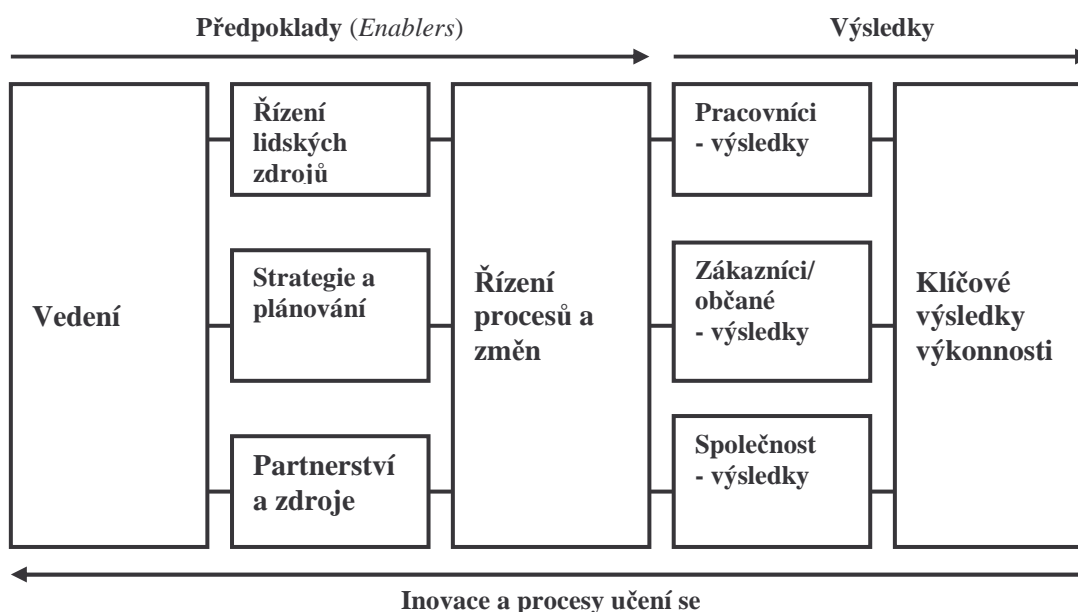 Předpoklady (Enablers)
Výsledky
Vedení
Řízení
lidských
zdrojů
Strategie a
plánování
Partnerství
a zdroje
Řízení
procesů a
změn
Pracovníci
- výsledky
Zákazníci/
občané
- výsledky
Společnost
- výsledky
Klíčové
výsledky
výkonnosti
Inovace a procesy učení se